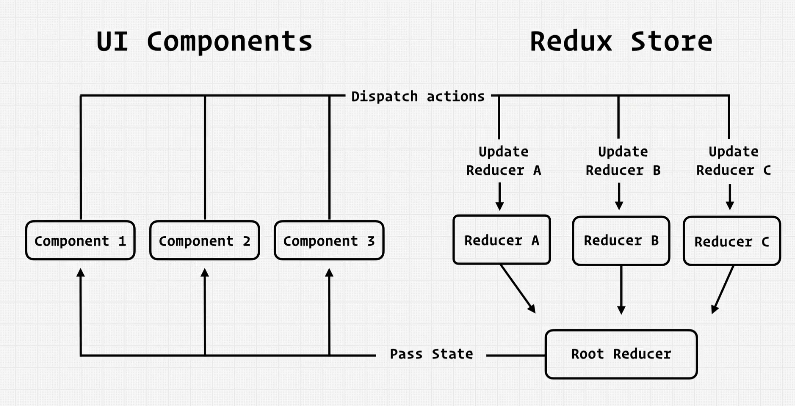 UI Components
Redux Store
Dispatch actions
Update
Reducer A
Update
Reducer B
Update
Reducer C
Component 1
Component 2
Component 3
Reducer A
Reducer B
Reducer C
Pass State
Root Reducer